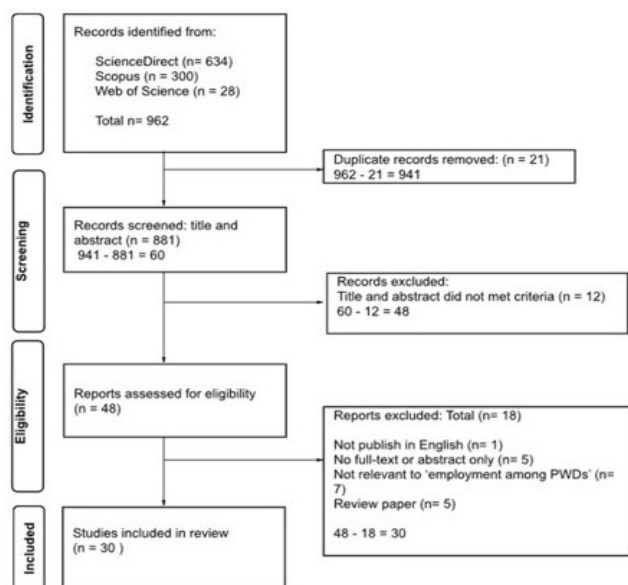 Identification
Records identified from:
ScienceDirect (n= 634)
Scopus (n = 300)
Web of Science (n = 28)
Total n= 962
Duplicate records removed: (n = 21)
962 - 21 = 941
Screening
Records screened: title and
abstract (n = 881)
941 - 881 = 60
Records excluded:
Title and abstract did not met criteria (n = 12)
60 - 12 = 48
Eligibility
Reports assessed for eligibility
(n = 48)
Reports excluded: Total (n= 18)
Not publish in English (n= 1)
No full-text or abstract only (n= 5)
Not relevant to 'employment among PWDs' (n=
7)
Review paper (n= 5)
48 - 18 = 30
Included
Studies included in review
(n = 30 )